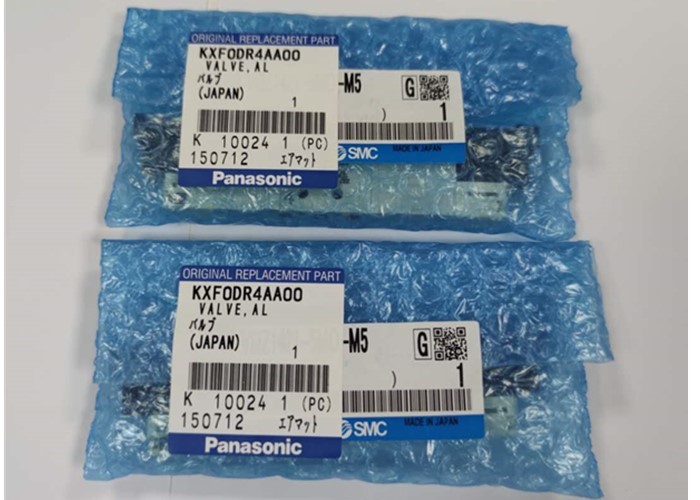 ORIGINAL REPLACEMENT PART
KXF0DR4AA00
VALVE,AL
バルブ
(JAPAN)
1
K 10024 1 (PC)
150712 エアマット
Panasonic
-M5
G
) 1
SMC MADE IN JAPAN
ORIGINAL REPLACEMENT PART
KXF0DR4AA00
VALVE,AL
バルブ
(JAPAN)
1
K 10024 1 (PC)
150712 エアマット
Panasonic
-M5
G
) 1
SMC MADE IN JAPAN